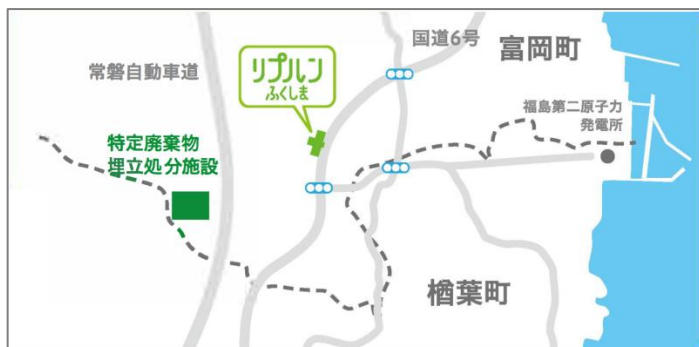 国道6号
富岡町
常磐自動車道
リプルン
ふくしま
福島第二原子力
発電所
特定廃棄物
埋立処分施設
楢葉町